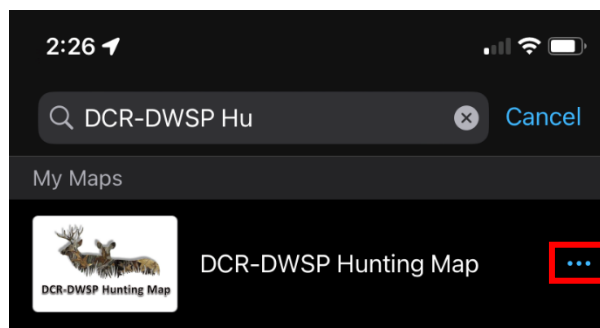 2:26
DCR-DWSP Hu
Cancel
My Maps
DCR-DWSP Hunting Map
DCR-DWSP Hunting Map